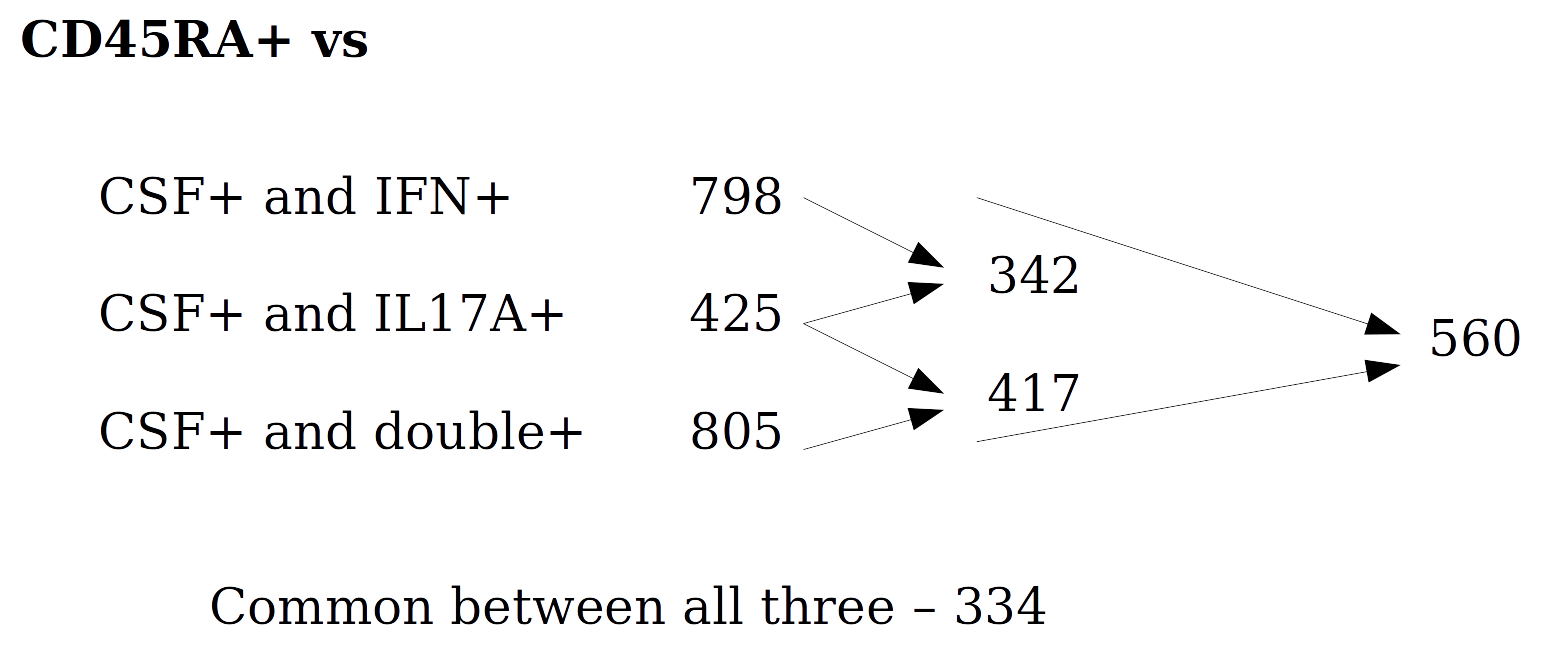 CD45RA+ vs
CSF+ and IFN+ 798
342
CSF+ and IL17A+ 425
560
417
CSF+ and double+ 805
Common between all three – 334